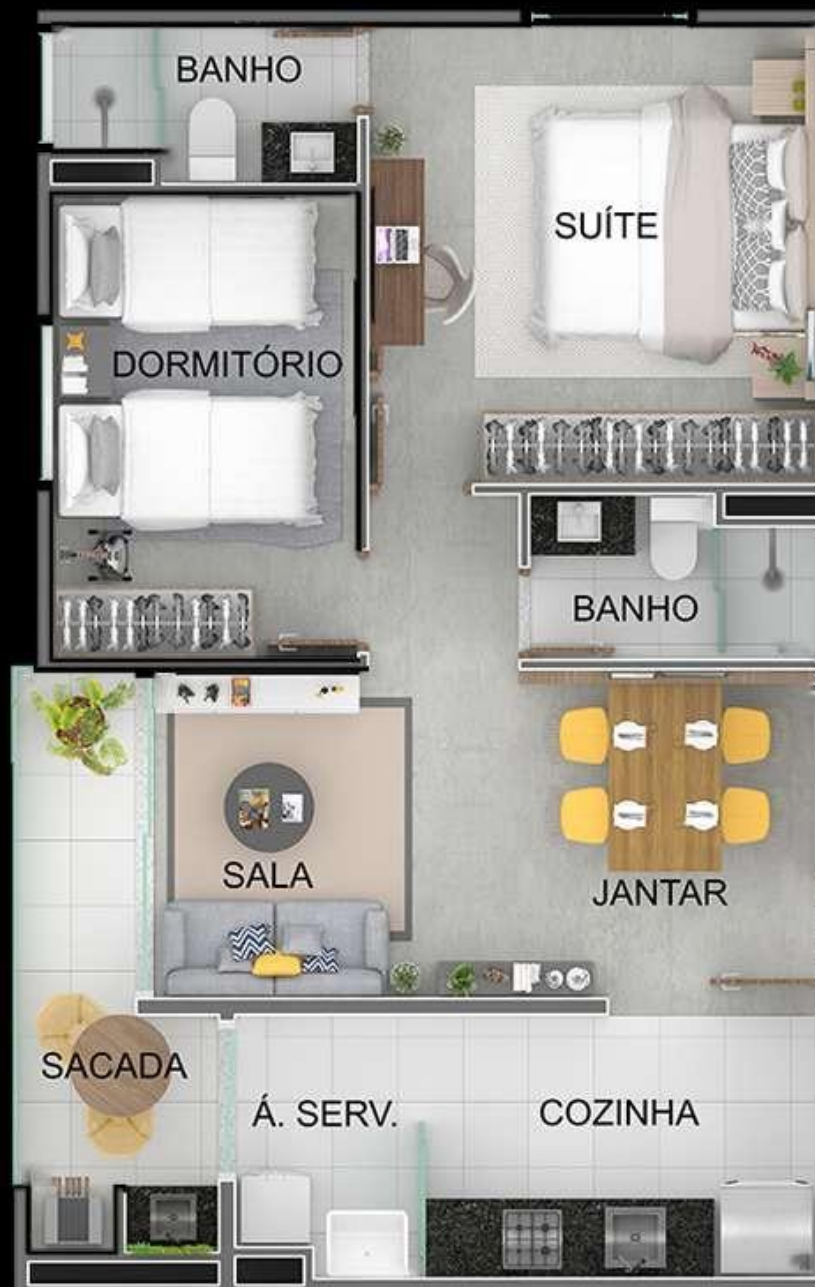 BANHO
SUÍTE
DORMITÓRIO
BANHO
SALA
JANTAR
SACADA
Á. SERV.
COZINHA